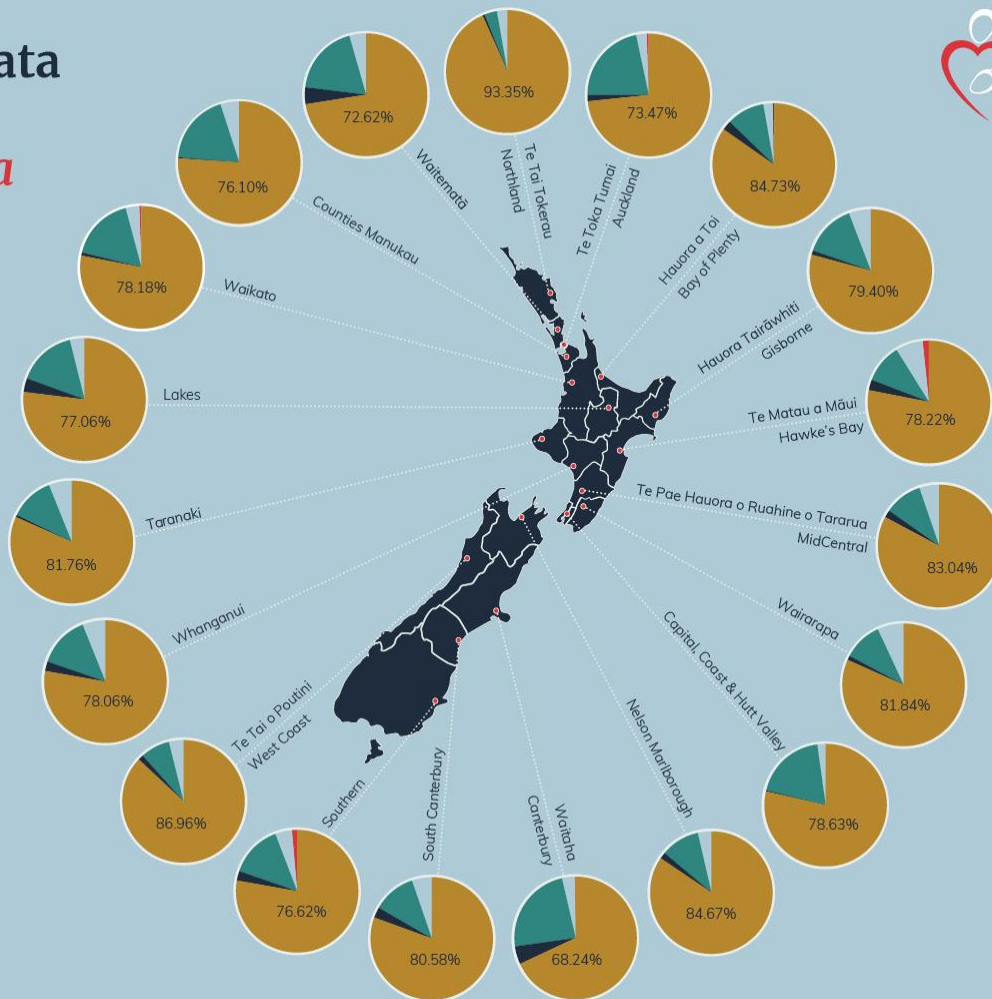 ata
a
93.35%
Te Tai Tokerau
Northland
73.47%
Te Toka Tumai
Auckland
84.73%
Hauora a Toi
Bay of Plenty
79.40%
Hauora Tairāwhiti
Gisborne
78.22%
Te Matau a Māui
Hawke's Bay
83.04%
Te Pae Hauora o Ruahine o Tararua
MidCentral
81.84%
Wairarapa
78.63%
Capital, Coast & Hutt Valley
84.67%
Nelson Marlborough
68.24%
Waitaha
Canterbury
80.58%
South Canterbury
76.62%
Southern
86.96%
Te Tai o Poutini
West Coast
78.06%
Whanganui
81.76%
Taranaki
77.06%
Lakes
78.18%
Waikato
76.10%
Counties Manukau
72.62%
Waitematā